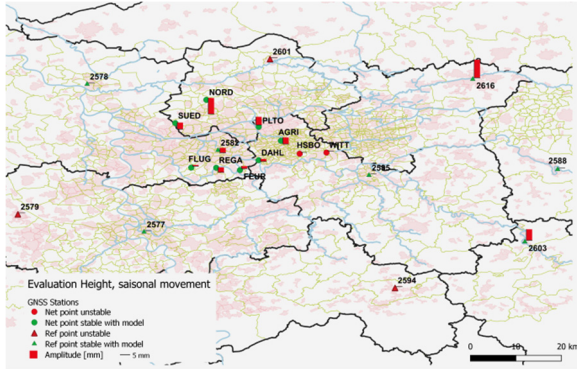 2601
2578
2616
NORD
SUED
PLTO
AGRI
2582
HSBO
WITT
DAHL
FLUG
REGA
FLUR
2585
2588
2579
2577
2603
2594
Evaluation Height, saisonal movement
GNSS Stations
Net point unstable
Net point stable with model
Ref point unstable
Ref point stable with model
Amplitude [mm]
5 mm
0
10
20 km